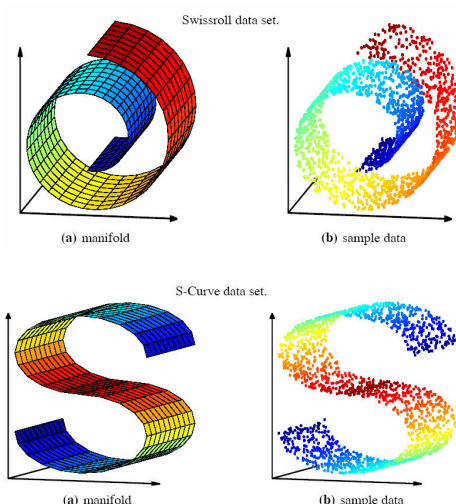 Swissroll data set.
(a) manifold
(b) sample data
S-Curve data set.
(a) manifold
(b) sample data